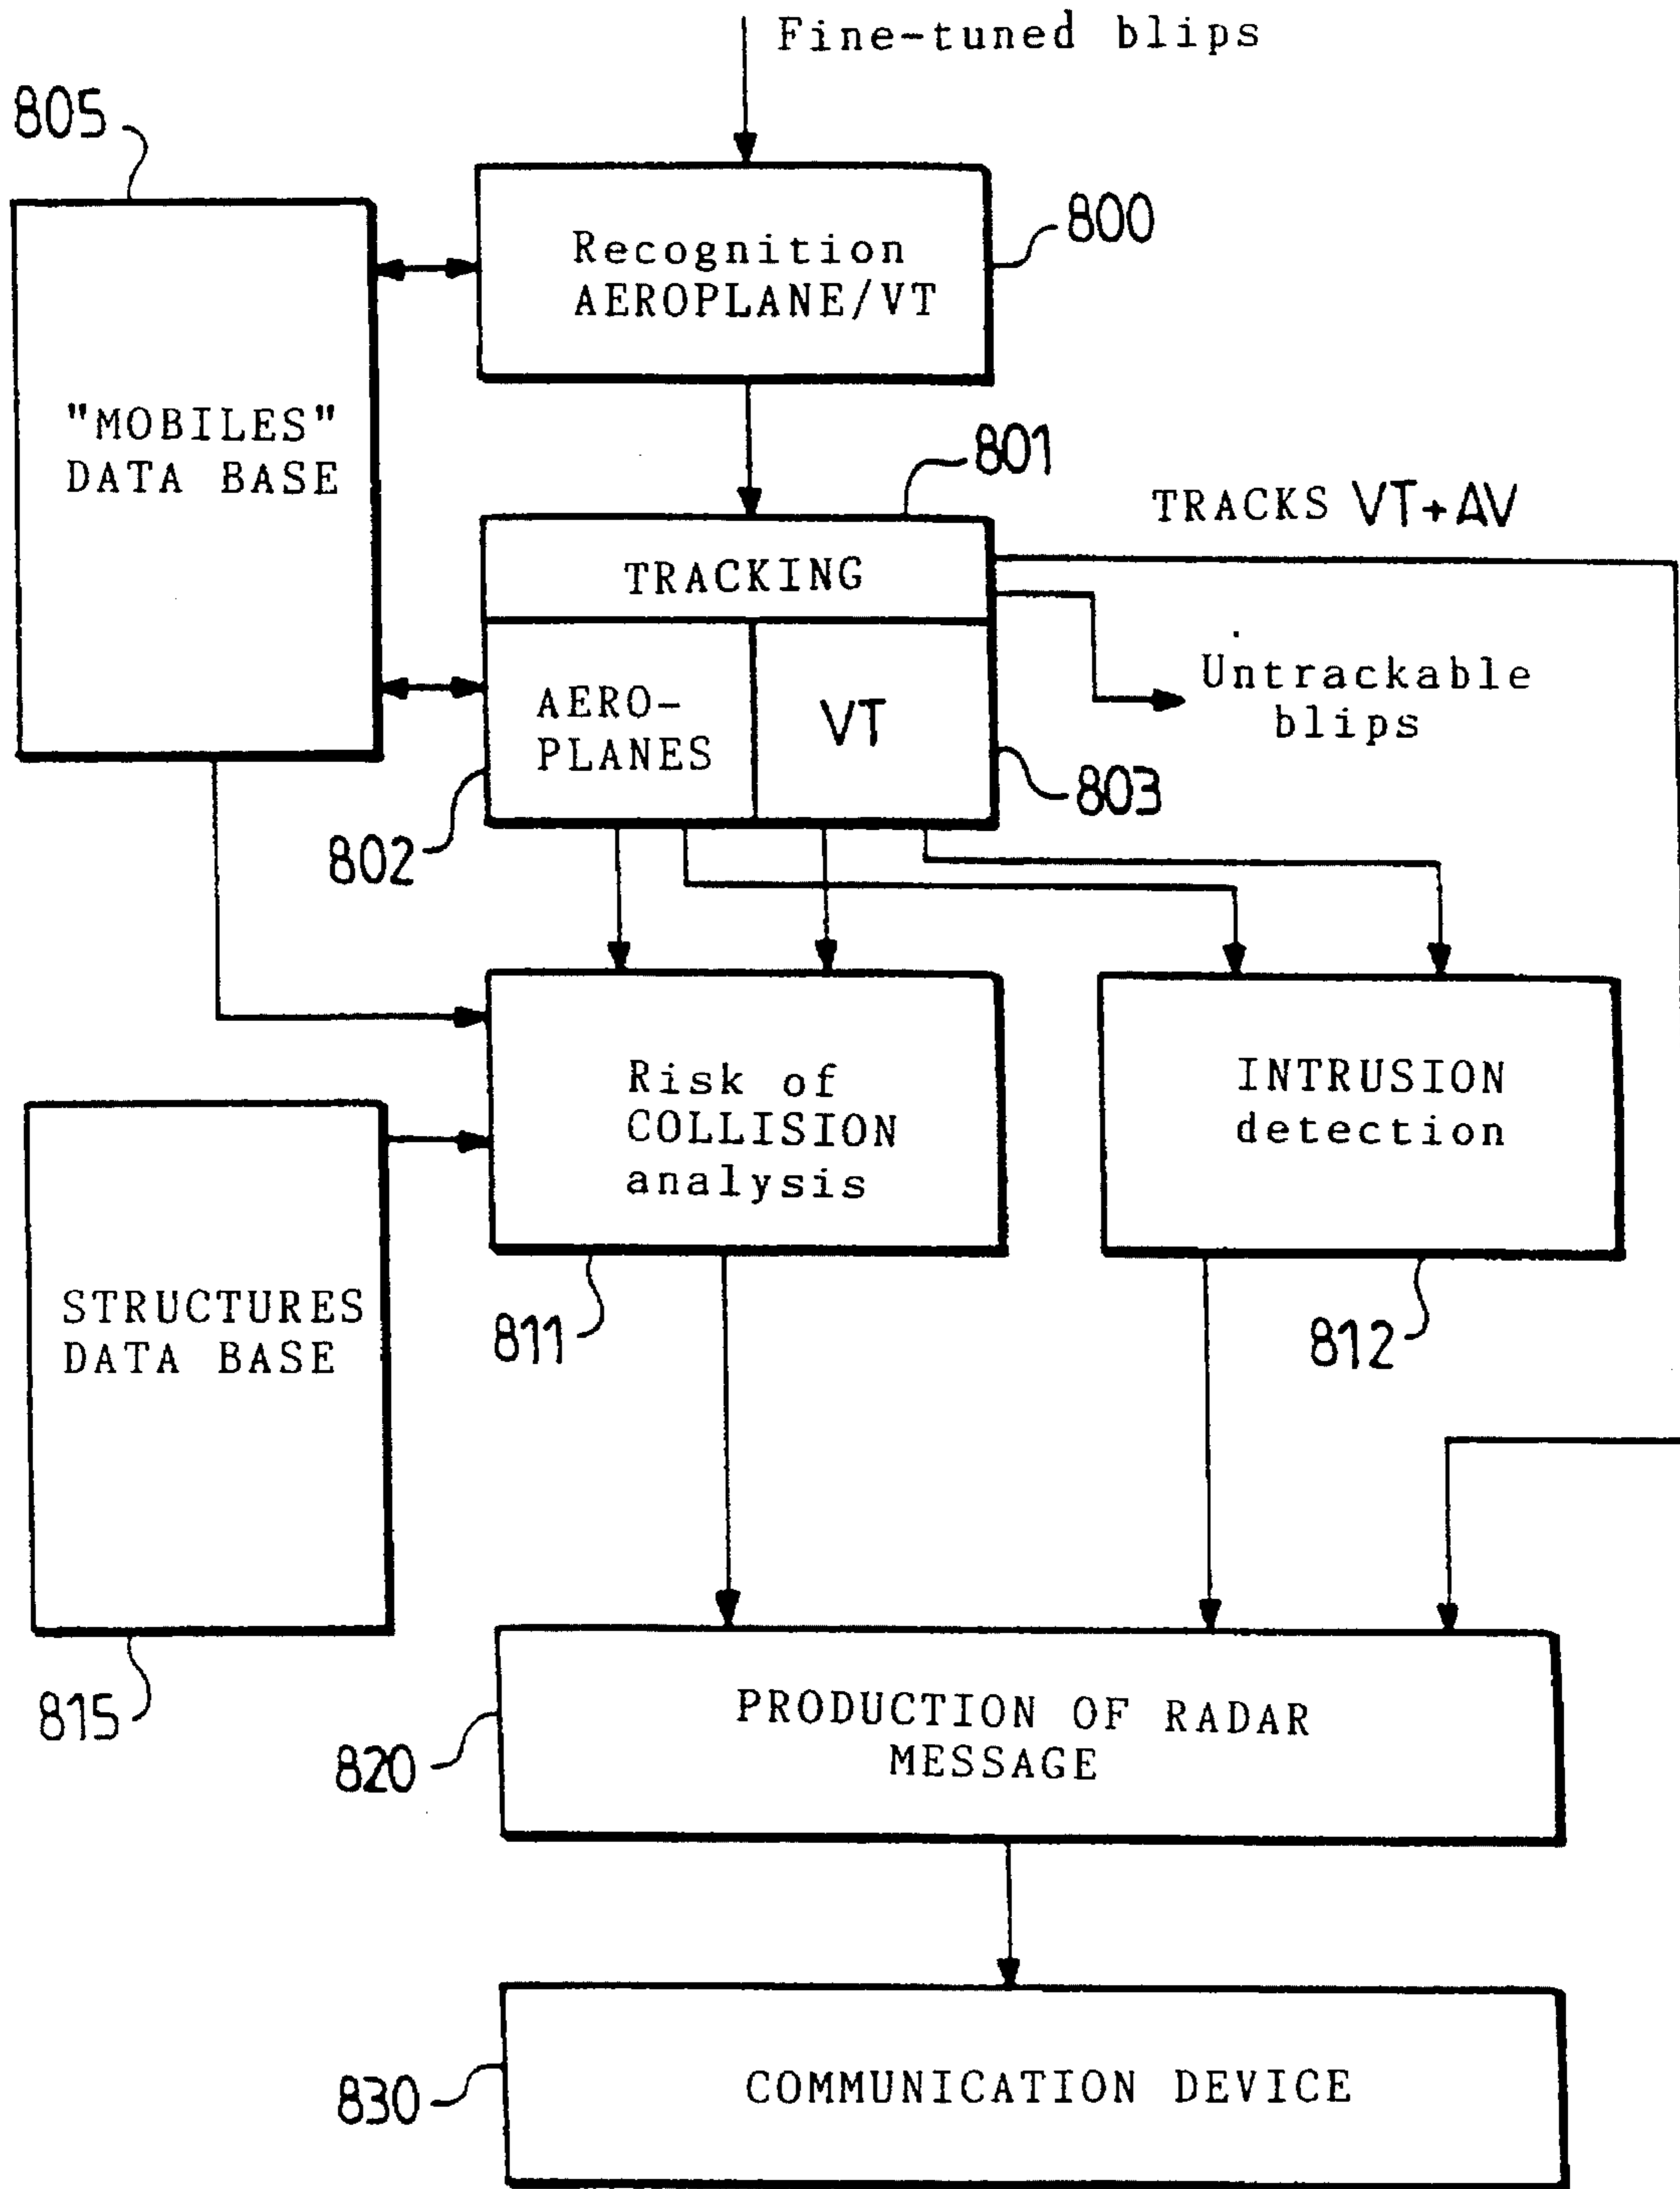 Fine-tuned blips
805
800
Recognition
AEROPLANE/VT
"MOBILES"
DATA BASE
801
TRACKS VT+AV
TRACKING
AERO-
PLANES
VT
Untrackable
blips
803
802
Risk of
COLLISION
analysis
INTRUSION
detection
STRUCTURES
DATA BASE
811
812
815
PRODUCTION OF RADAR
MESSAGE
820
COMMUNICATION DEVICE
830